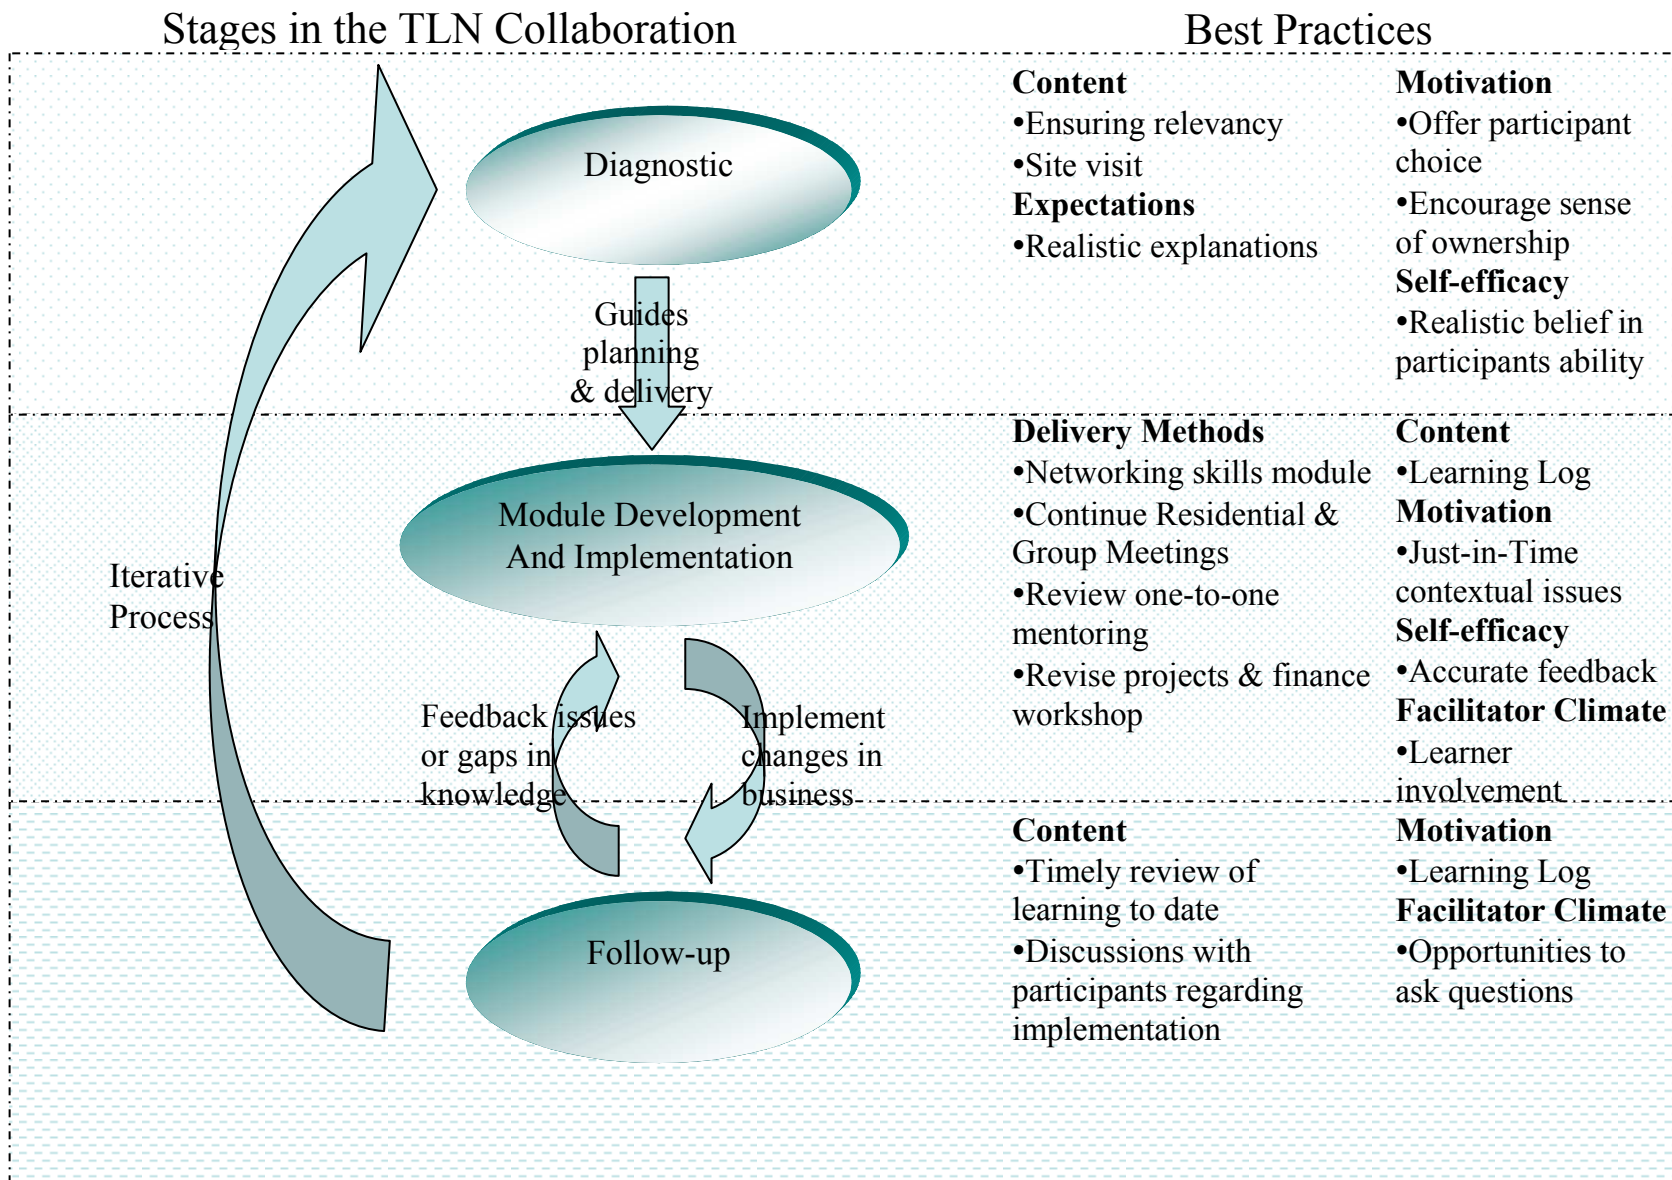 Stages in the TLN Collaboration
Best Practices
Diagnostic
Guides
planning
& delivery
Module Development
And Implementation
Iterative
Process
Feedback issues
or gaps in
knowledge
Implement
changes in
business
Follow-up
Content
•Ensuring relevancy
•Site visit
Expectations
•Realistic explanations
Motivation
•Offer participant
choice
•Encourage sense
of ownership
Self-efficacy
•Realistic belief in
participants ability
Delivery Methods
•Networking skills module
•Continue Residential &
Group Meetings
•Review one-to-one
mentoring
•Revise projects & finance
workshop
Content
•Learning Log
Motivation
•Just-in-Time
contextual issues
Self-efficacy
•Accurate feedback
Facilitator Climate
•Learner
involvement
Content
•Timely review of
learning to date
•Discussions with
participants regarding
implementation
Motivation
•Learning Log
Facilitator Climate
•Opportunities to
ask questions